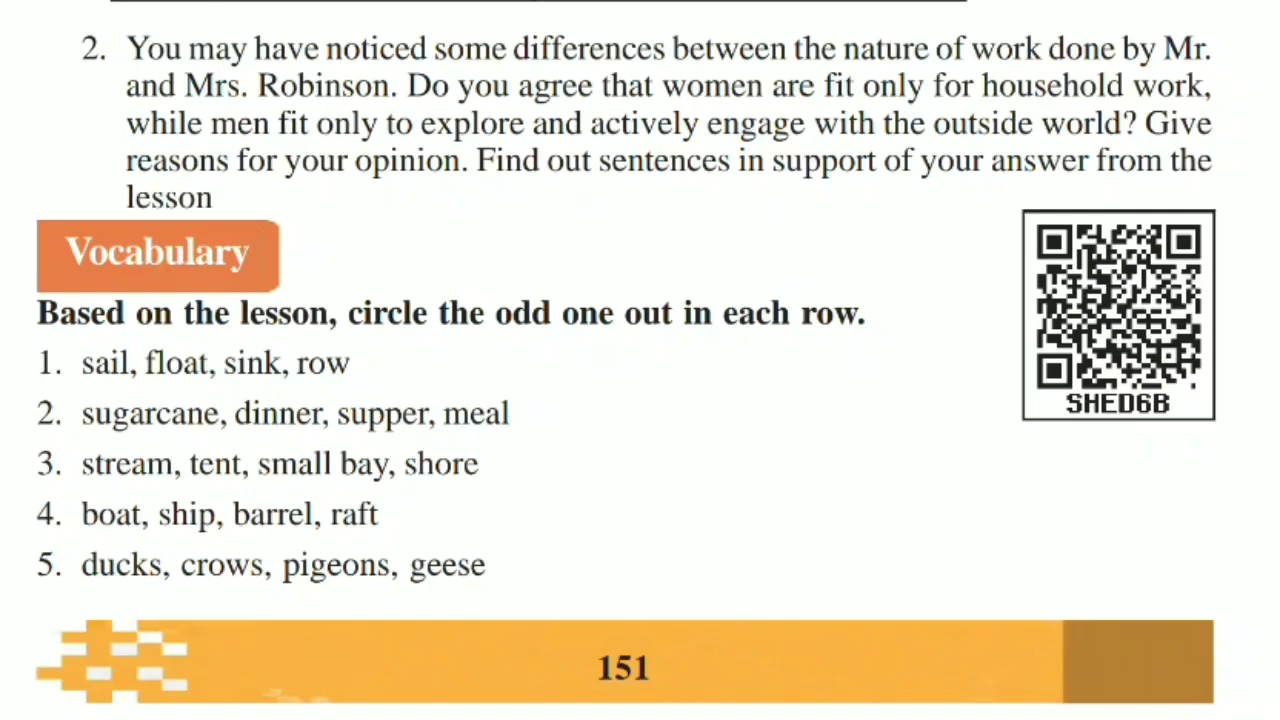 2. You may have noticed some differences between the nature of work done by Mr.
and Mrs. Robinson. Do you agree that women are fit only for household work,
while men fit only to explore and actively engage with the outside world? Give
reasons for your opinion. Find out sentences in support of your answer from the
lesson
Vocabulary
Based on the lesson, circle the odd one out in each row.
1. sail, float, sink, row
2. sugarcane, dinner, supper, meal
3. stream, tent, small bay, shore
4. boat, ship, barrel, raft
5. ducks, crows, pigeons, geese
SHED6B
151